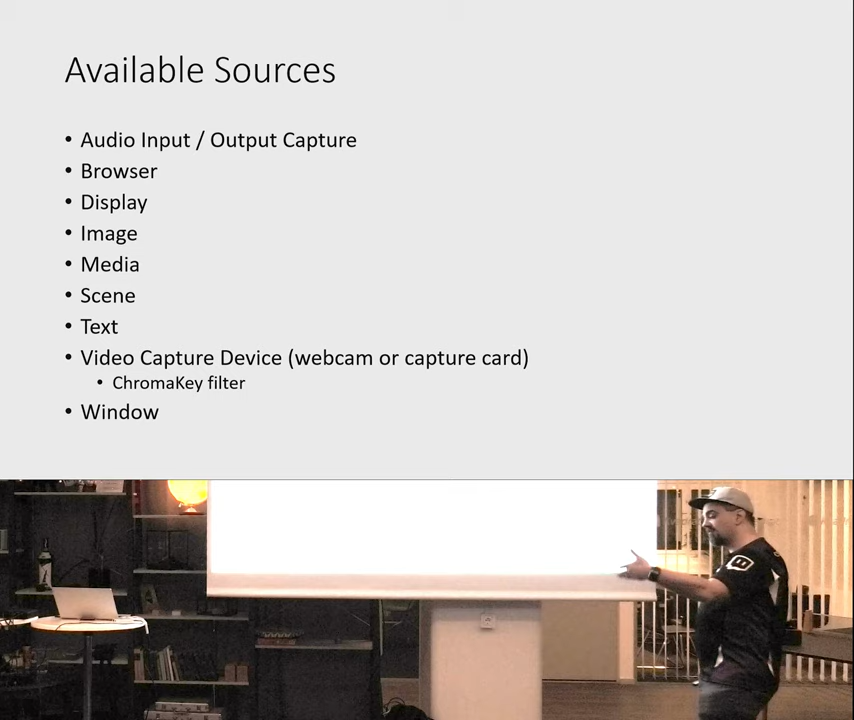 Available Sources
• Audio Input / Output Capture
• Browser
• Display
• Image
• Media
• Scene
• Text
• Video Capture Device (webcam or capture card)
• ChromaKey filter
• Window